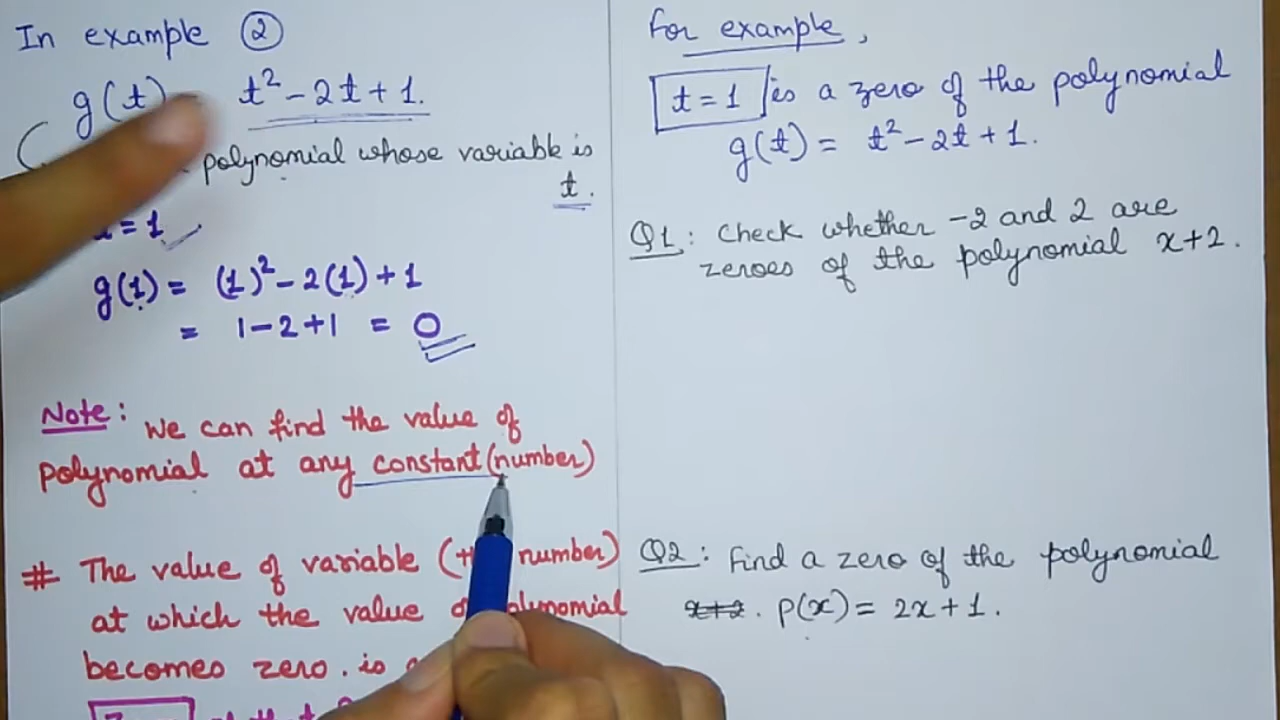 In example ②
g(t) = t² - 2t + 1.
polynomial whose variable is
t.
= 1
g(1) = (1)² - 2(1) + 1
= 1 - 2 + 1 = 0
Note: We can find the value of
polynomial at any constant (number)
# The value of variable ( number)
at which the value polynomial
becomes zero. is
For example,
t = 1 is a zero of the polynomial
g(t) = t² - 2t + 1.
Q1: Check whether -2 and 2 are
zeroes of the polynomial x+2.
Q2: Find a zero of the polynomial
x+2. P(x) = 2x + 1.